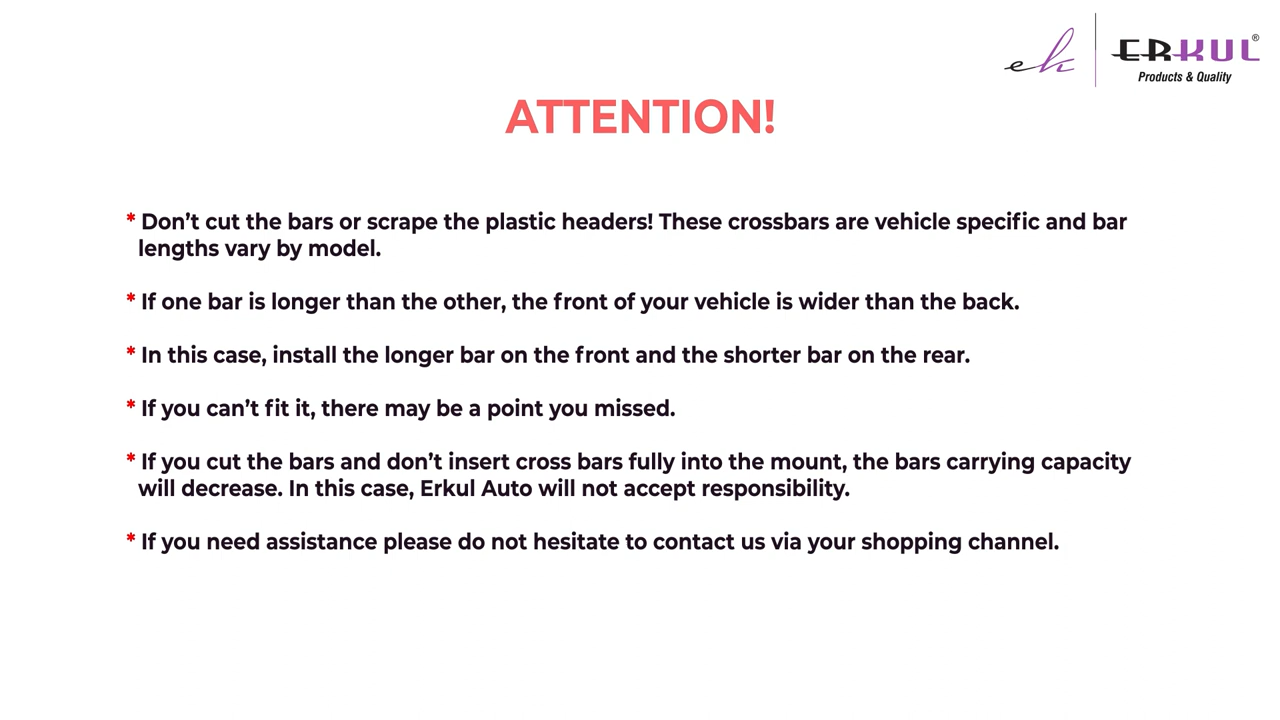 ek
ERKUL®
Products & Quality
ATTENTION!
* Don’t cut the bars or scrape the plastic headers! These crossbars are vehicle specific and bar
lengths vary by model.
* If one bar is longer than the other, the front of your vehicle is wider than the back.
* In this case, install the longer bar on the front and the shorter bar on the rear.
* If you can’t fit it, there may be a point you missed.
* If you cut the bars and don’t insert cross bars fully into the mount, the bars carrying capacity
will decrease. In this case, Erkul Auto will not accept responsibility.
* If you need assistance please do not hesitate to contact us via your shopping channel.